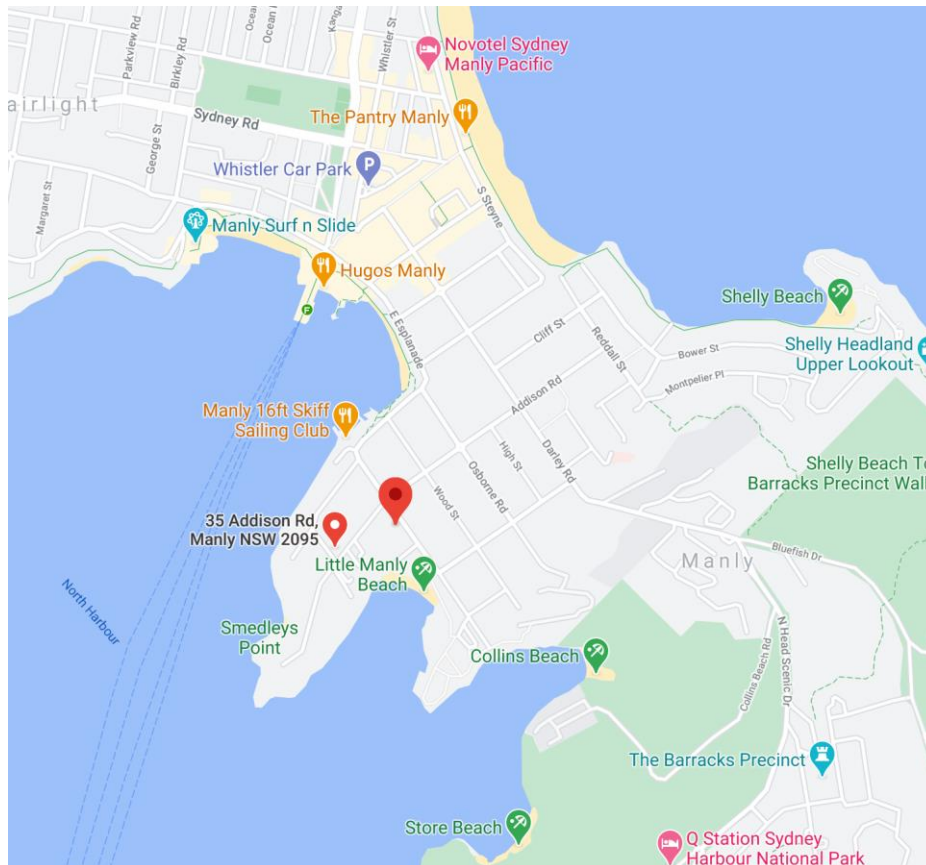 Ocean
Ocean R
Kanga
Parkview Rd
Birkley Rd
Whistler St
Novotel Sydney
Manly Pacific
airlight
Sydney Rd
The Pantry Manly
George St
Whistler Car Park
P
Margaret St
S Steyne
Manly Surf n Slide
Hugos Manly
F
Shelly Beach
E Esplanade
Cliff St
Reddall St
Bower St
Shelly Headland
Upper Lookout
Montpelier Pl
Addison Rd
Manly 16ft Skiff
Sailing Club
High St
Darley Rd
Osborne Rd
Wood St
Shelly Beach To
Barracks Precinct Walk
35 Addison Rd,
Manly NSW 2095
Little Manly
Beach
Manly
Bluefish Dr
North Harbour
Smedleys
Point
Collins Beach
Collins Beach Rd
N Head Scenic Dr
The Barracks Precinct
Store Beach
Q Station Sydney
Harbour National Park